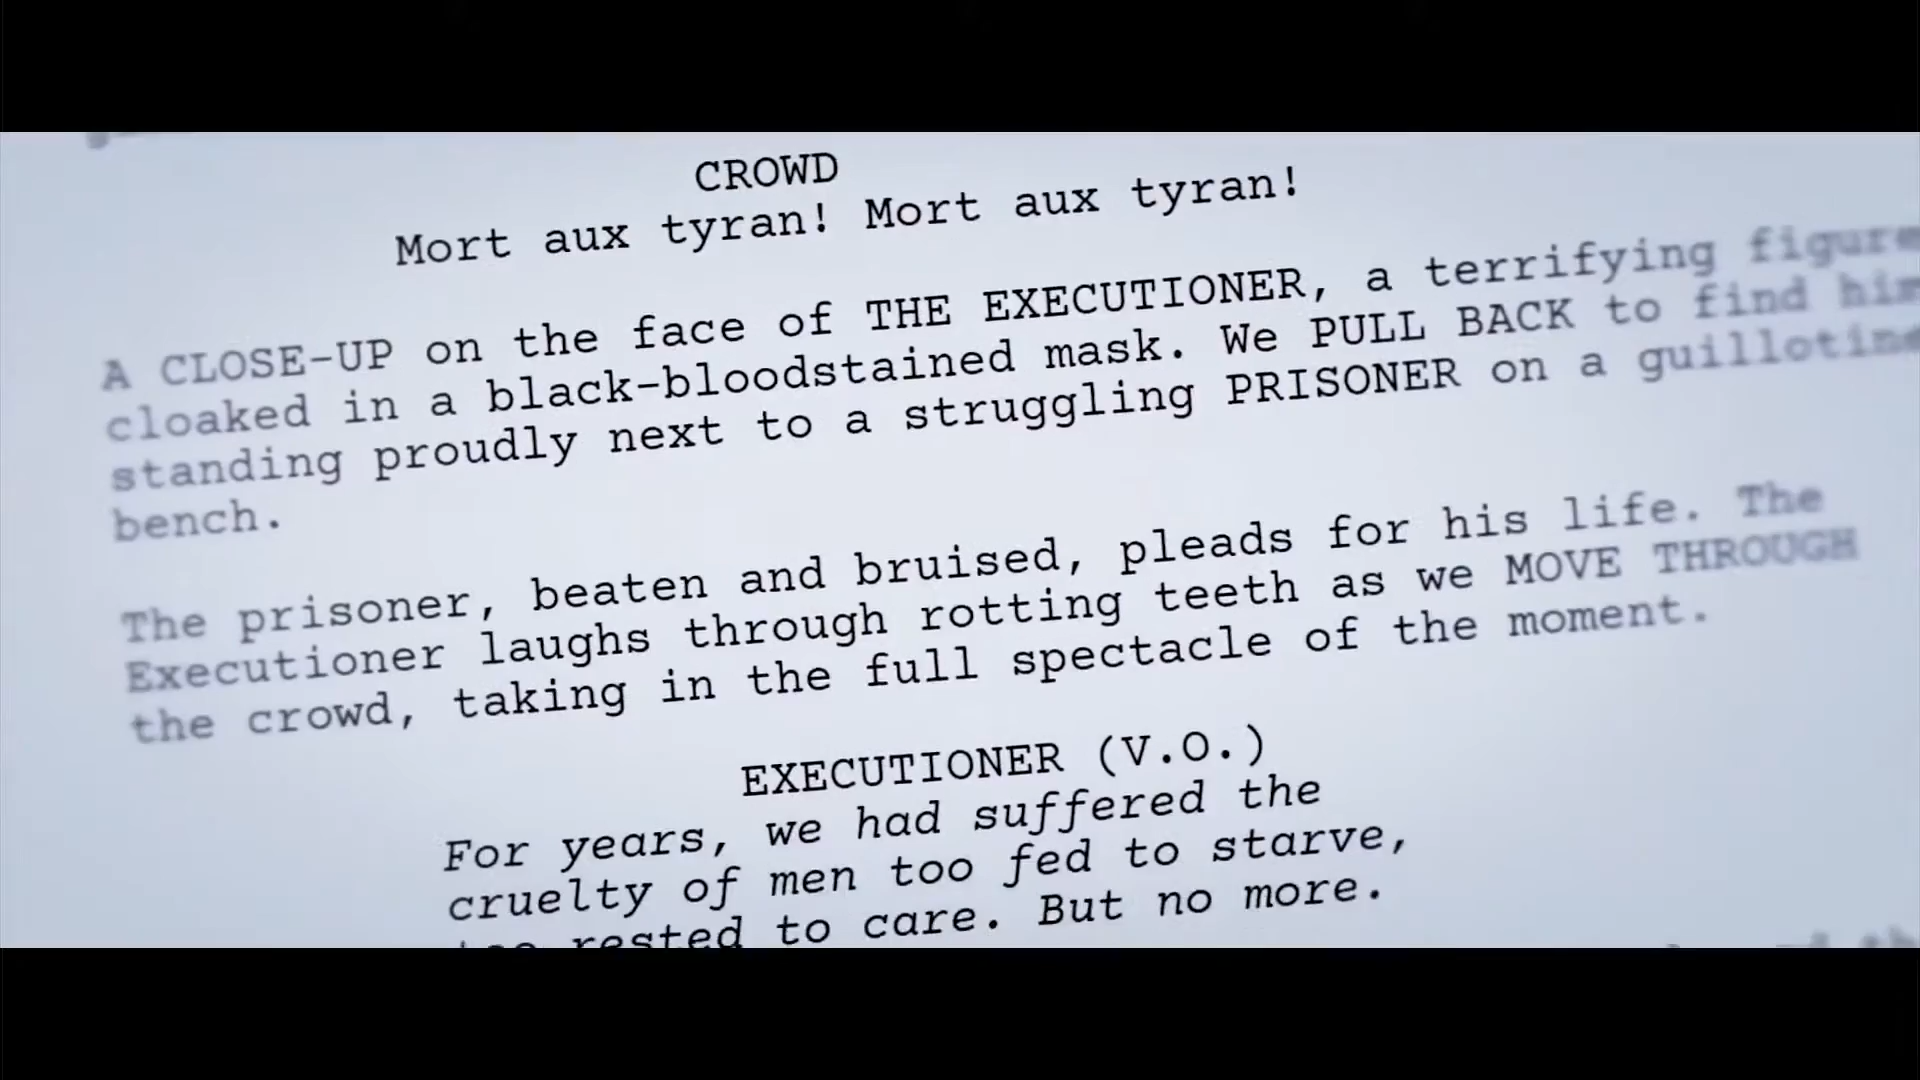 CROWD
Mort aux tyran! Mort aux tyran!
A CLOSE-UP on the face of THE EXECUTIONER, a terrifying figure
cloaked in a black-bloodstained mask. We PULL BACK to find him
standing proudly next to a struggling PRISONER on a guillotine
bench.
The prisoner, beaten and bruised, pleads for his life. The
Executioner laughs through rotting teeth as we MOVE THROUGH
the crowd, taking in the full spectacle of the moment.
EXECUTIONER (V.O.)
For years, we had suffered the
cruelty of men too fed to starve,
too rested to care. But no more.